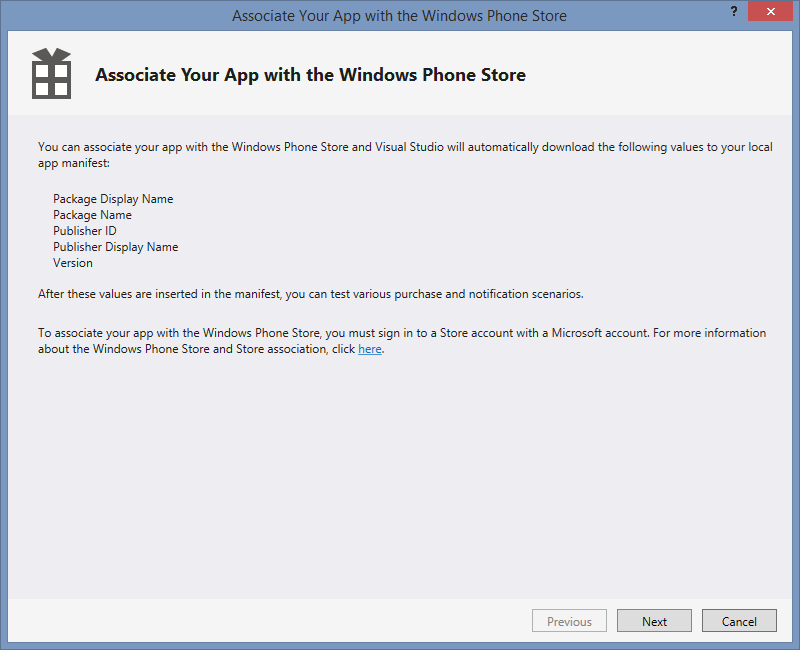 Associate Your App with the Windows Phone Store
?
Associate Your App with the Windows Phone Store
You can associate your app with the Windows Phone Store and Visual Studio will automatically download the following values to your local
app manifest:
Package Display Name
Package Name
Publisher ID
Publisher Display Name
Version
After these values are inserted in the manifest, you can test various purchase and notification scenarios.
To associate your app with the Windows Phone Store, you must sign in to a Store account with a Microsoft account. For more information
about the Windows Phone Store and Store association, click here.
Previous
Next
Cancel